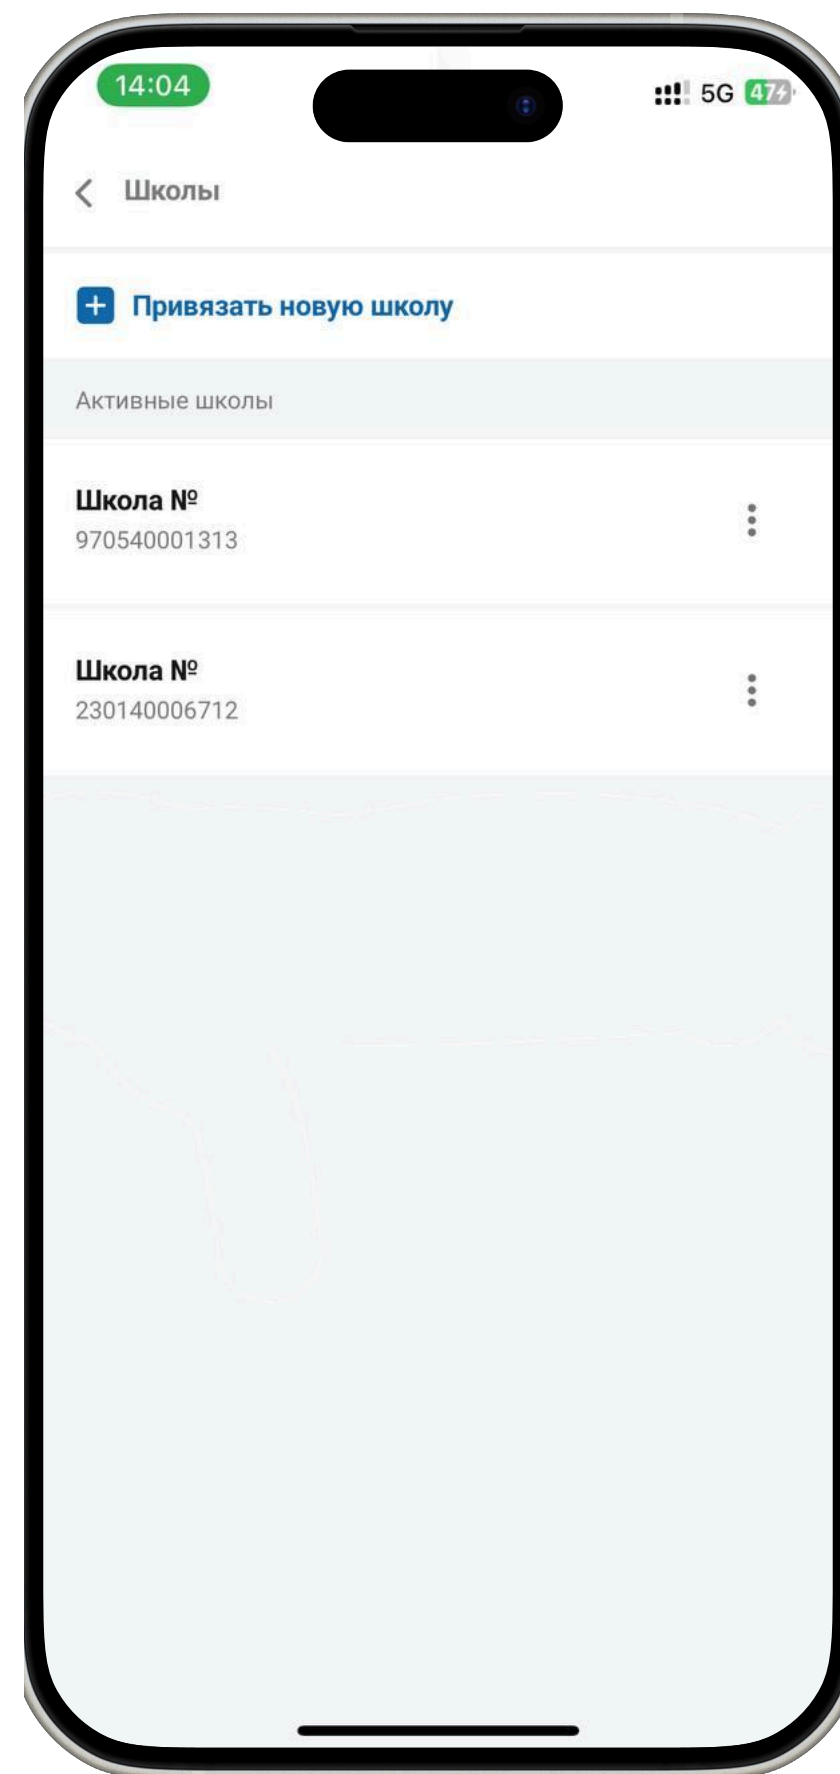 14:04
5G 47
Школы
Привязать новую школу
Активные школы
Школа №
970540001313
Школа №
230140006712